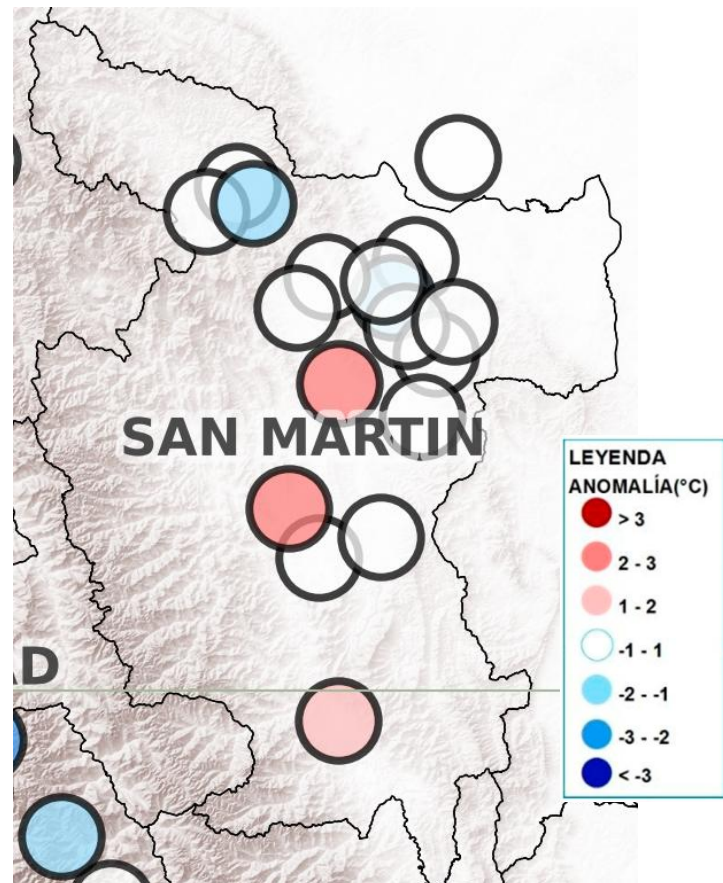 SAN MARTIN
AD
LEYENDA
ANOMALÍA(°C)
> 3
2 - 3
1 - 2
-1 - 1
-2 - -1
-3 - -2
< -3